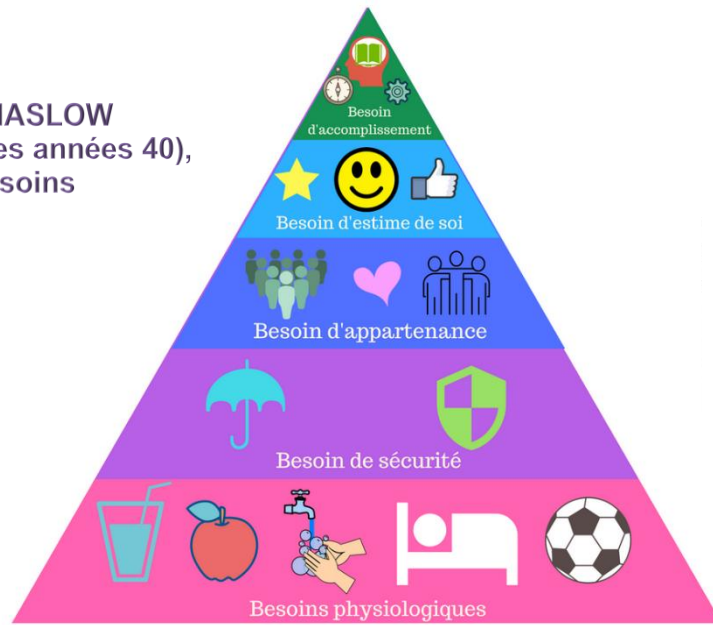 MASLOW
es années 40),
soins
Besoin
d'accomplissement
Besoin d'estime de soi
Besoin d'appartenance
Besoin de sécurité
Besoins physiologiques